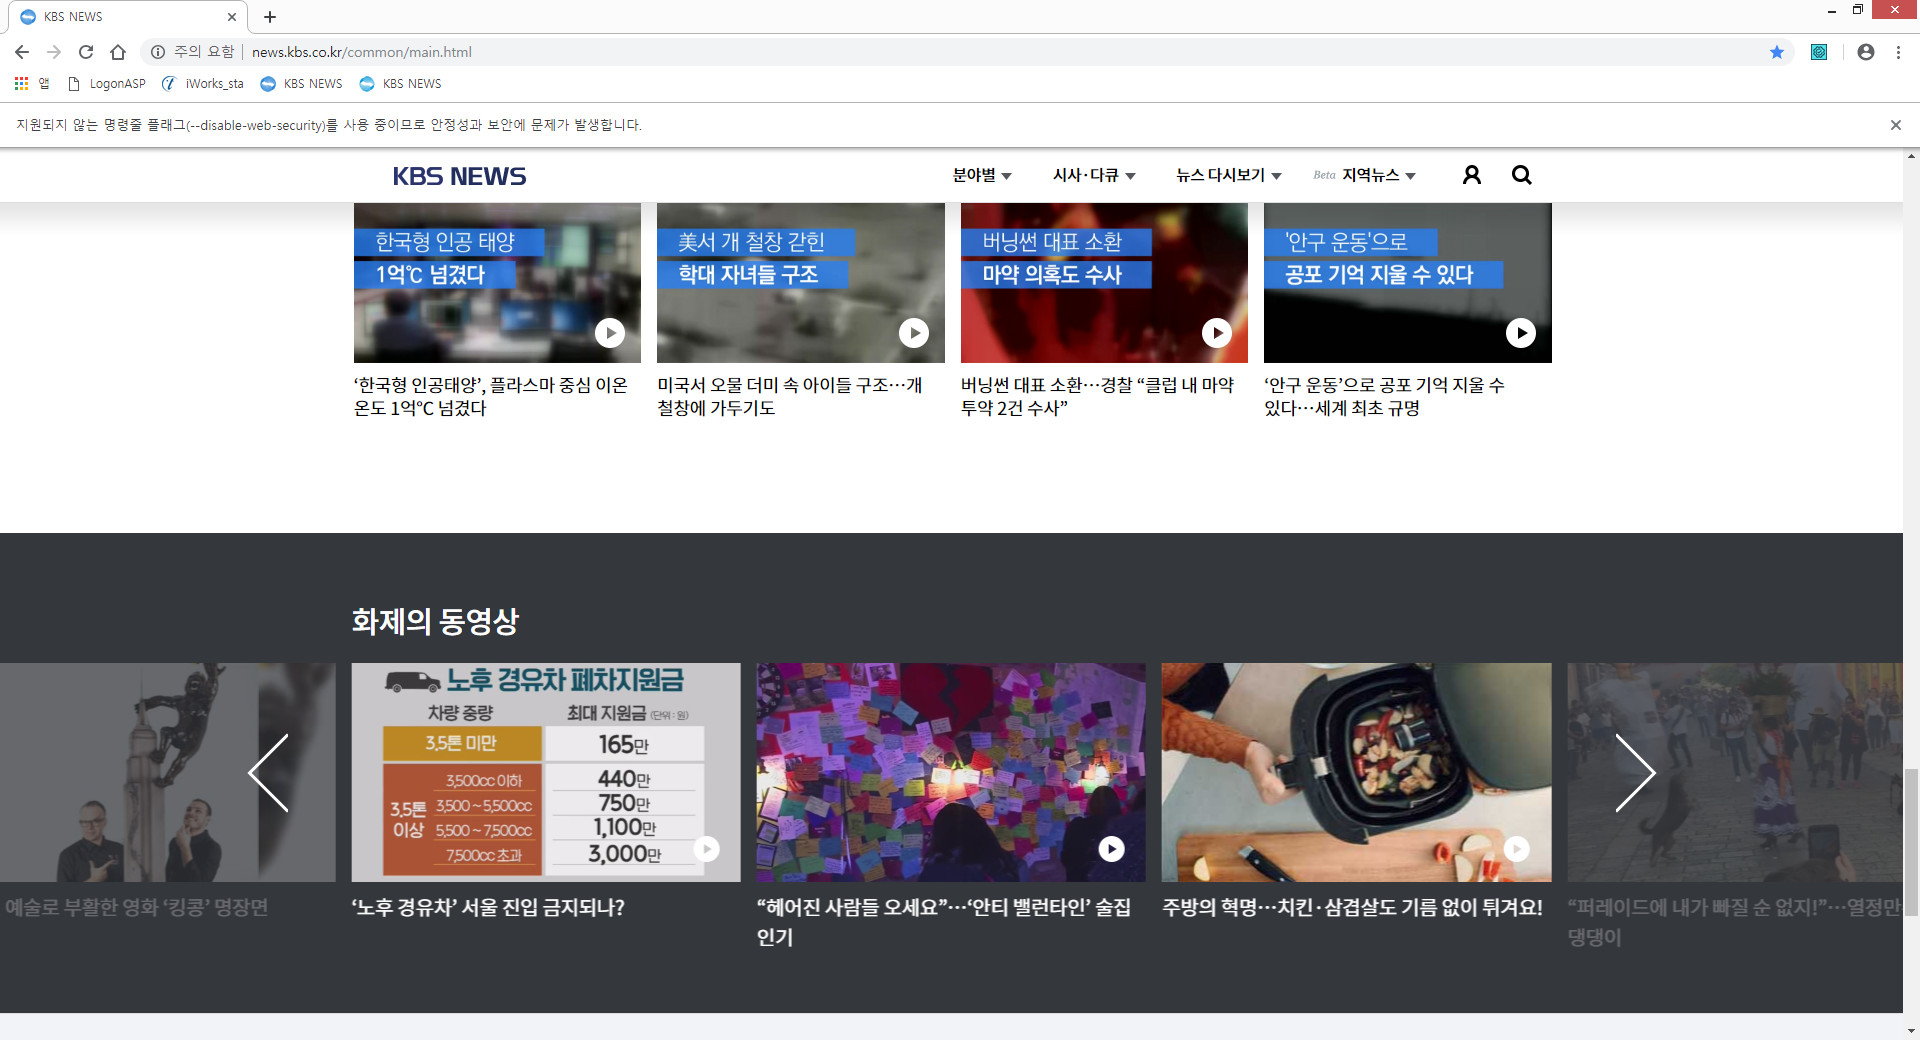 KBS NEWS
주의 요함
news.kbs.co.kr/common/main.html
앱
LogonASP
iWorks_sta
KBS NEWS
KBS NEWS
지원되지 않는 명령줄 플래그(--disable-web-security)를 사용 중이므로 안정성과 보안에 문제가 발생합니다.
KBS NEWS
분야별
시사·다큐
뉴스 다시보기
Beta 지역뉴스
한국형 인공 태양
1억℃ 넘겼다
美서 개 철창 갇힌
학대 자녀들 구조
버닝썬 대표 소환
마약 의혹도 수사
'안구 운동'으로
공포 기억 지울 수 있다
‘한국형 인공태양’, 플라스마 중심 이온
온도 1억℃ 넘겼다
미국서 오물 더미 속 아이들 구조…개
철창에 가두기도
버닝썬 대표 소환…경찰 “클럽 내 마약
투약 2건 수사”
‘안구 운동’으로 공포 기억 지울 수
있다…세계 최초 규명
화제의 동영상
노후 경유차 폐차지원금
차량 중량
최대 지원금 (단위 : 원)
3.5톤 미만
165만
3.5톤
이상
3,500cc 이하
440만
3,500 ~ 5,500cc
750만
5,500 ~ 7,500cc
1,100만
7,500cc 초과
3,000만
예술로 부활한 영화 ‘킹콩’ 명장면
‘노후 경유차’ 서울 진입 금지되나?
“헤어진 사람들 오세요”…‘안티 밸런타인’ 술집
인기
주방의 혁명…치킨·삼겹살도 기름 없이 튀겨요!
“퍼레이드에 내가 빠질 순 없지!”…열정만
댕댕이